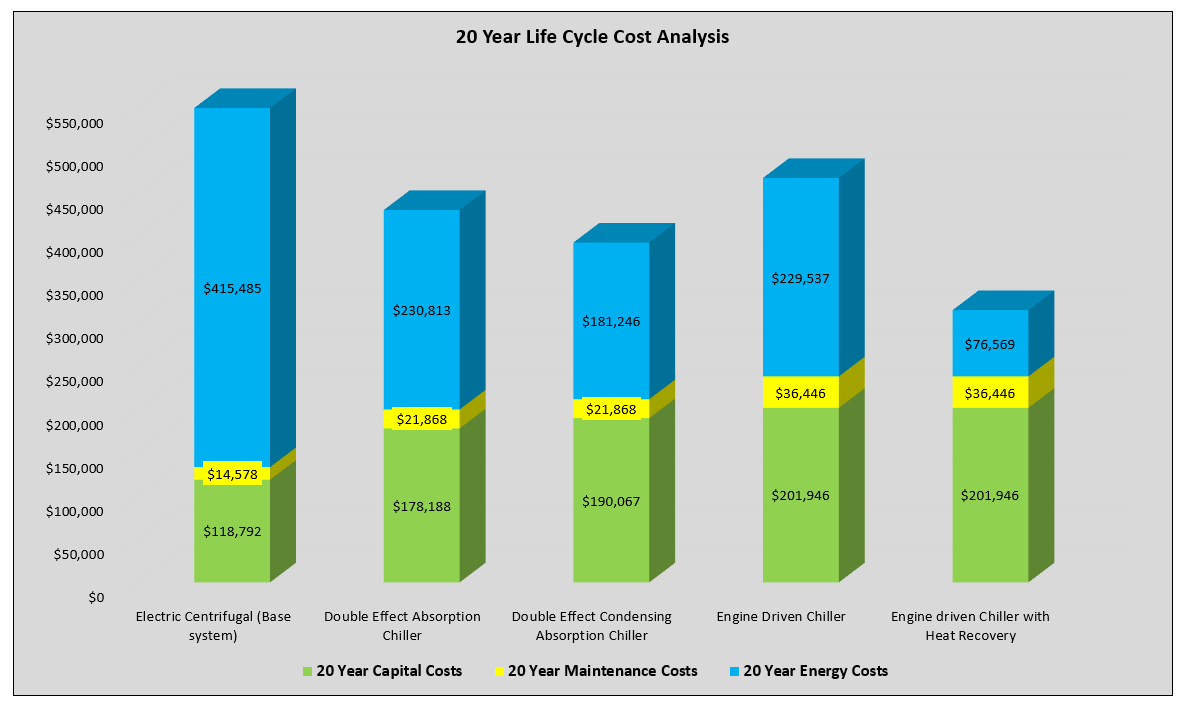 20 Year Life Cycle Cost Analysis
$550,000
$500,000
$450,000
$400,000
$350,000
$300,000
$250,000
$200,000
$150,000
$100,000
$50,000
$0
$415,485
$14,578
$118,792
$230,813
$21,868
$178,188
$181,246
$21,868
$190,067
$229,537
$36,446
$201,946
$76,569
$36,446
$201,946
Electric Centrifugal (Base
system)
Double Effect Absorption
Chiller
Double Effect Condensing
Absorption Chiller
Engine Driven Chiller
Engine driven Chiller with
Heat Recovery
20 Year Capital Costs
20 Year Maintenance Costs
20 Year Energy Costs